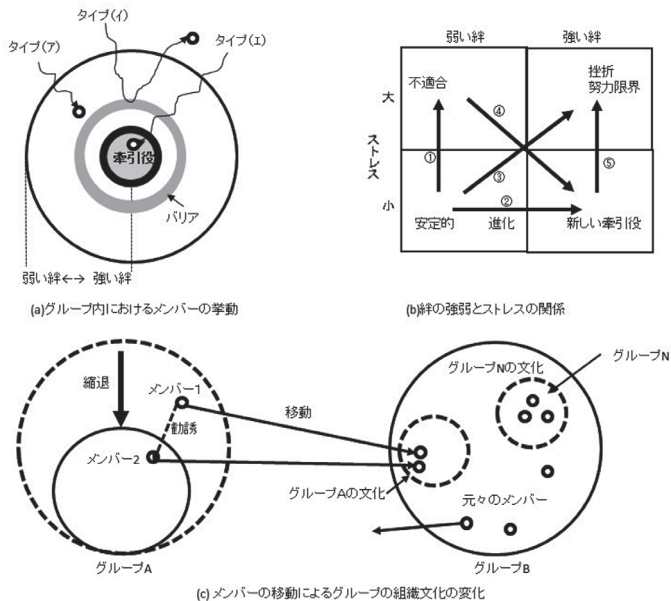 タイプ(イ)
タイプ(ア)
タイプ(エ)
牽引役
バリア
弱い絆←→ 強い絆
(a)グループ内におけるメンバーの挙動
弱い絆
強い絆
不適合
挫折
努力限界
大
④
ストレス
①
⑤
③
②
小
安定的
進化
新しい牽引役
(b)絆の強弱とストレスの関係
縮退
メンバー1
勧誘
メンバー2
移動
グループA
グループN
グループNの文化
グループAの文化
元々のメンバー
グループB
(c)メンバーの移動によるグループの組織文化の変化